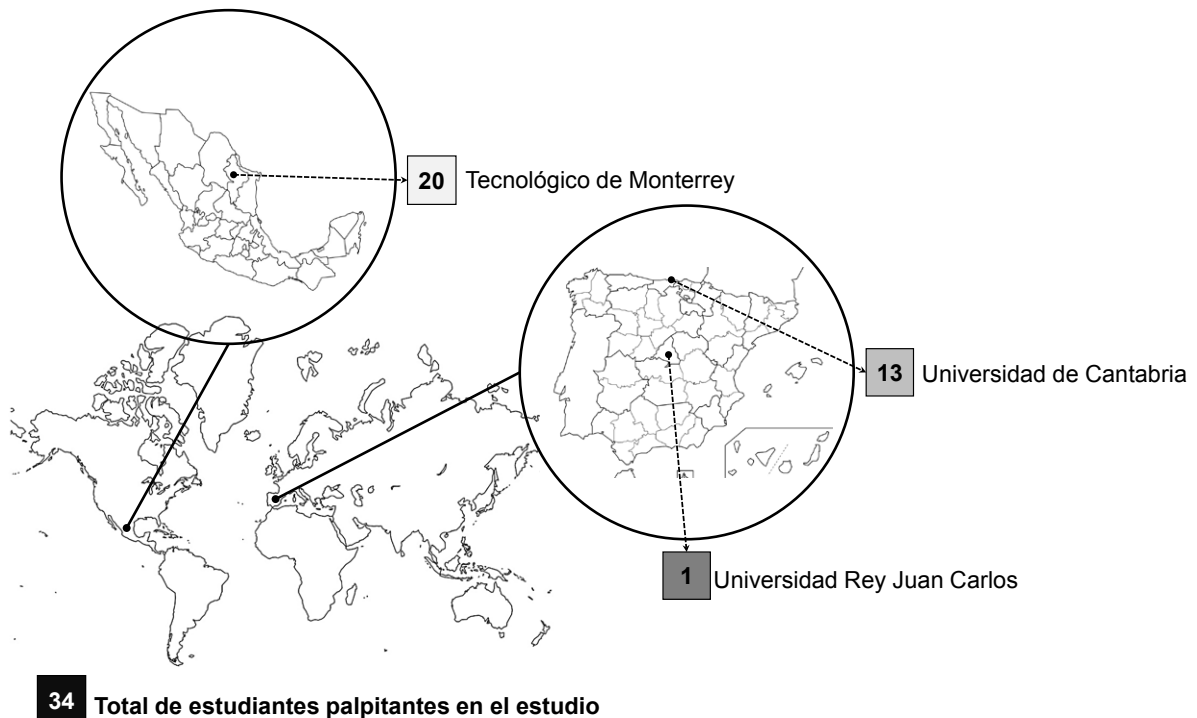 20 Tecnológico de Monterrey
13 Universidad de Cantabria
1 Universidad Rey Juan Carlos
34 Total de estudiantes palpitantes en el estudio